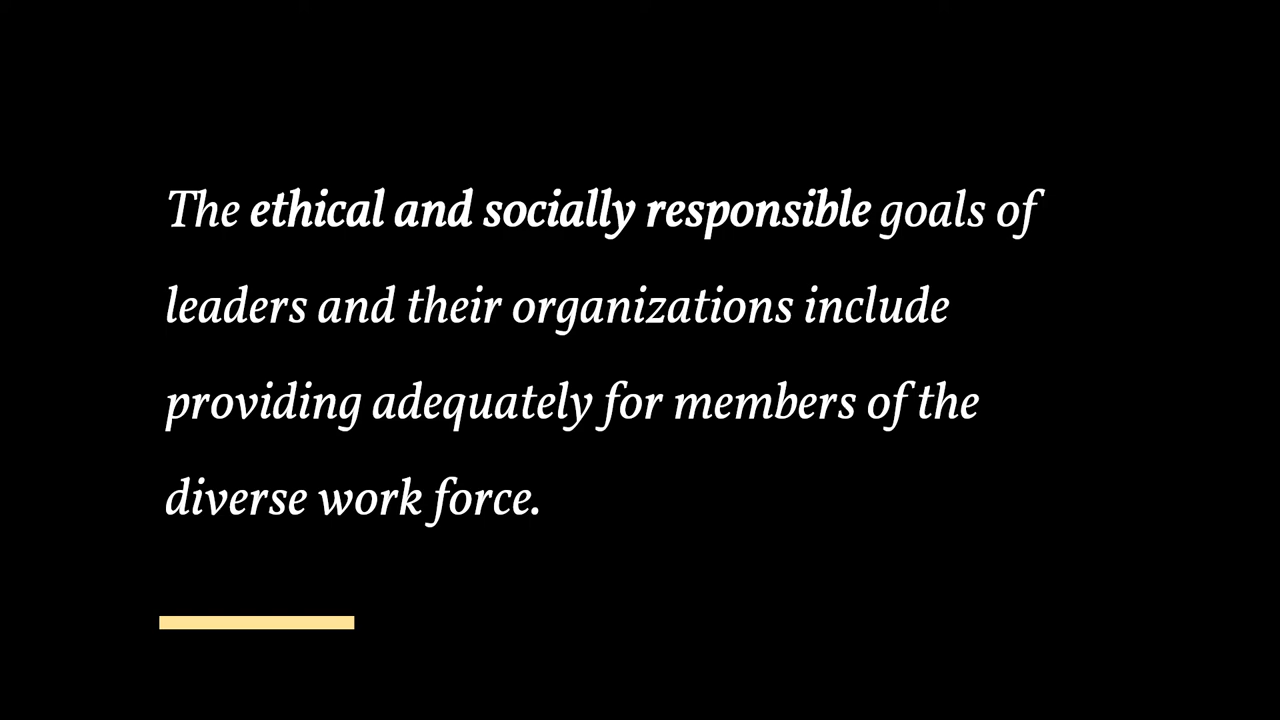 The ethical and socially responsible goals of
leaders and their organizations include
providing adequately for members of the
diverse work force.